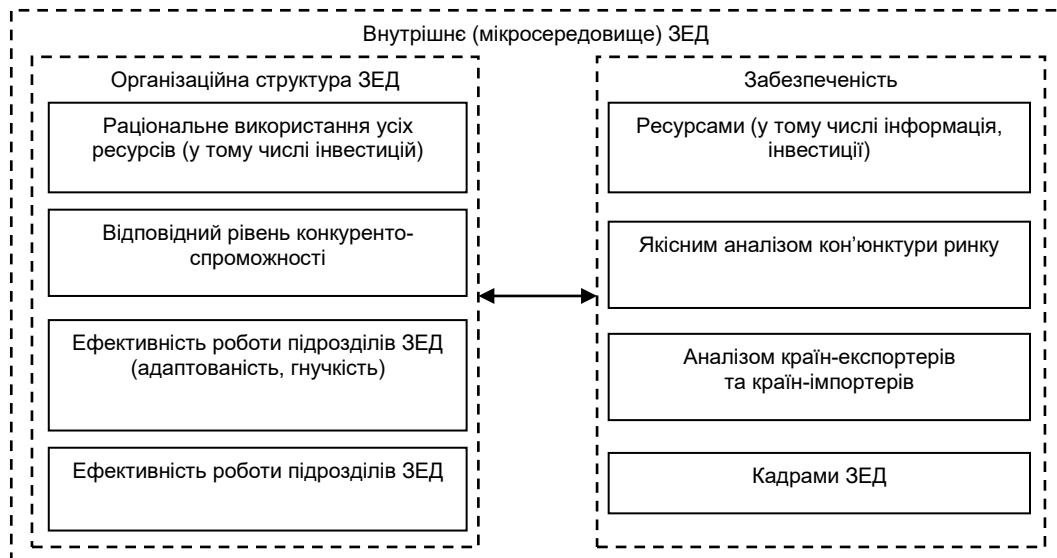 Внутрішнє (мікросередовище) ЗЕД
Організаційна структура ЗЕД
Раціональне використання усіх
ресурсів (у тому числі інвестицій)
Відповідний рівень конкуренто-
спроможності
Ефективність роботи підрозділів ЗЕД
(адаптованість, гнучкість)
Ефективність роботи підрозділів ЗЕД
Забезпеченість
Ресурсами (у тому числі інформація,
інвестиції)
Якісним аналізом кон’юнктури ринку
Аналізом країн-експортерів
та країн-імпортерів
Кадрами ЗЕД